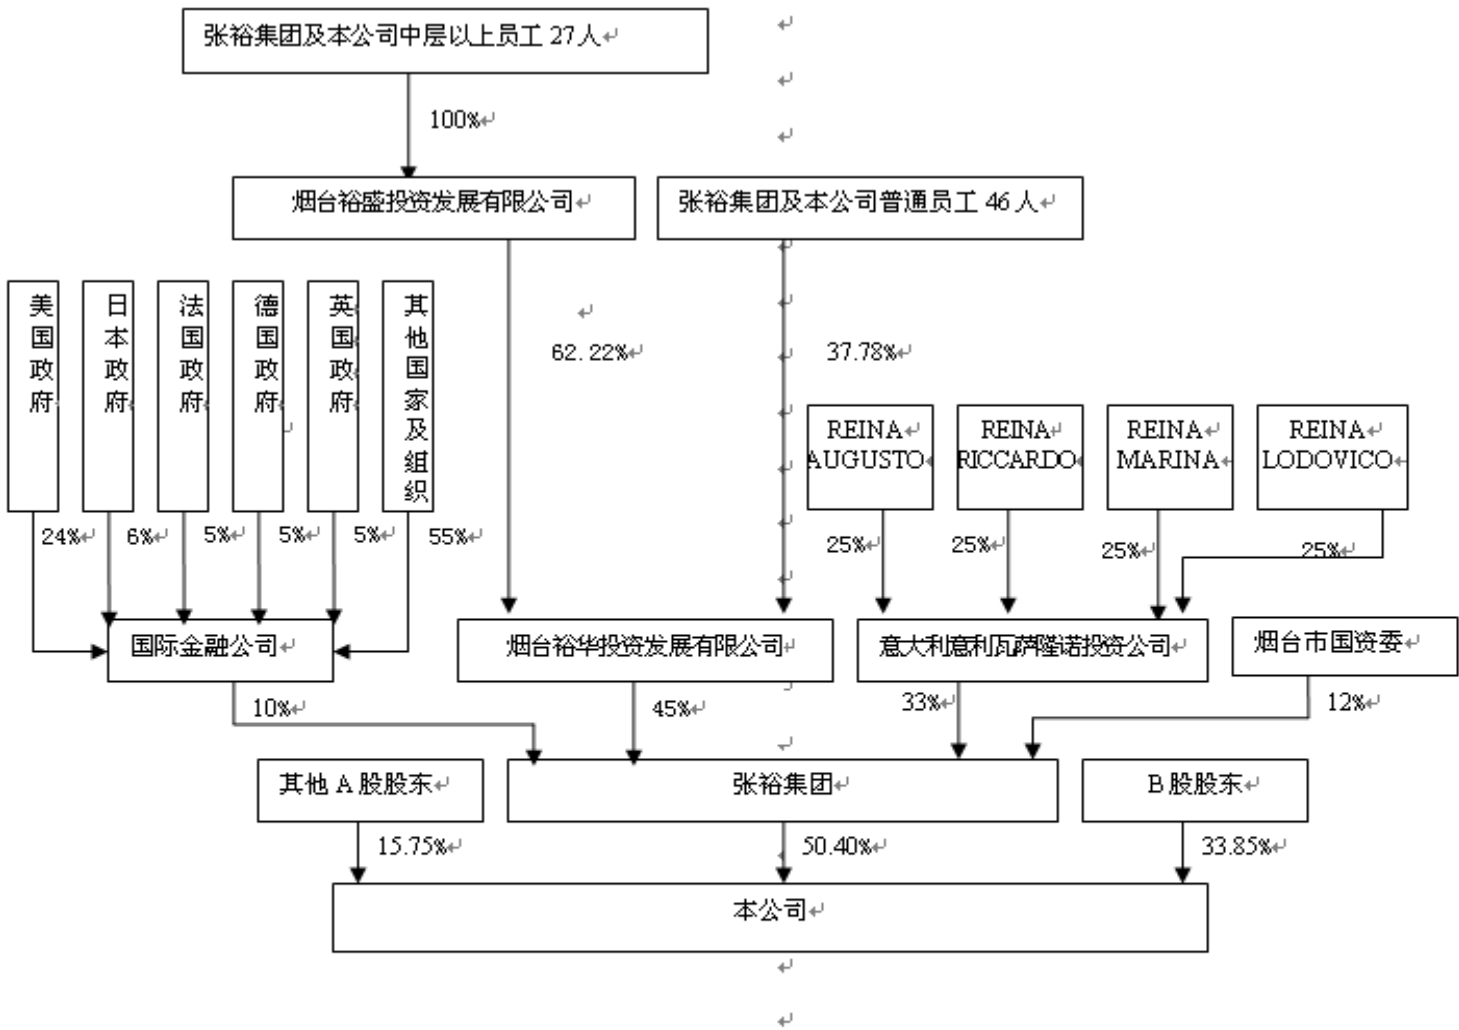 张裕集团及本公司中层以上员工 27人
100%
烟台裕盛投资发展有限公司
张裕集团及本公司普通员工 46 人
美国政府
日本政府
法国政府
德国政府
英国政府
其他国家及组织
62.22%
37.78%
REINA
AUGUSTO
REINA
RICCARDO
REINA
MARINA
REINA
LODOVICO
24%
6%
5%
5%
5%
55%
25%
25%
25%
25%
国际金融公司
烟台裕华投资发展有限公司
意大利意利瓦萨隆诺投资公司
烟台市国资委
10%
45%
33%
12%
其他 A 股股东
张裕集团
B 股股东
15.75%
50.40%
33.85%
本公司